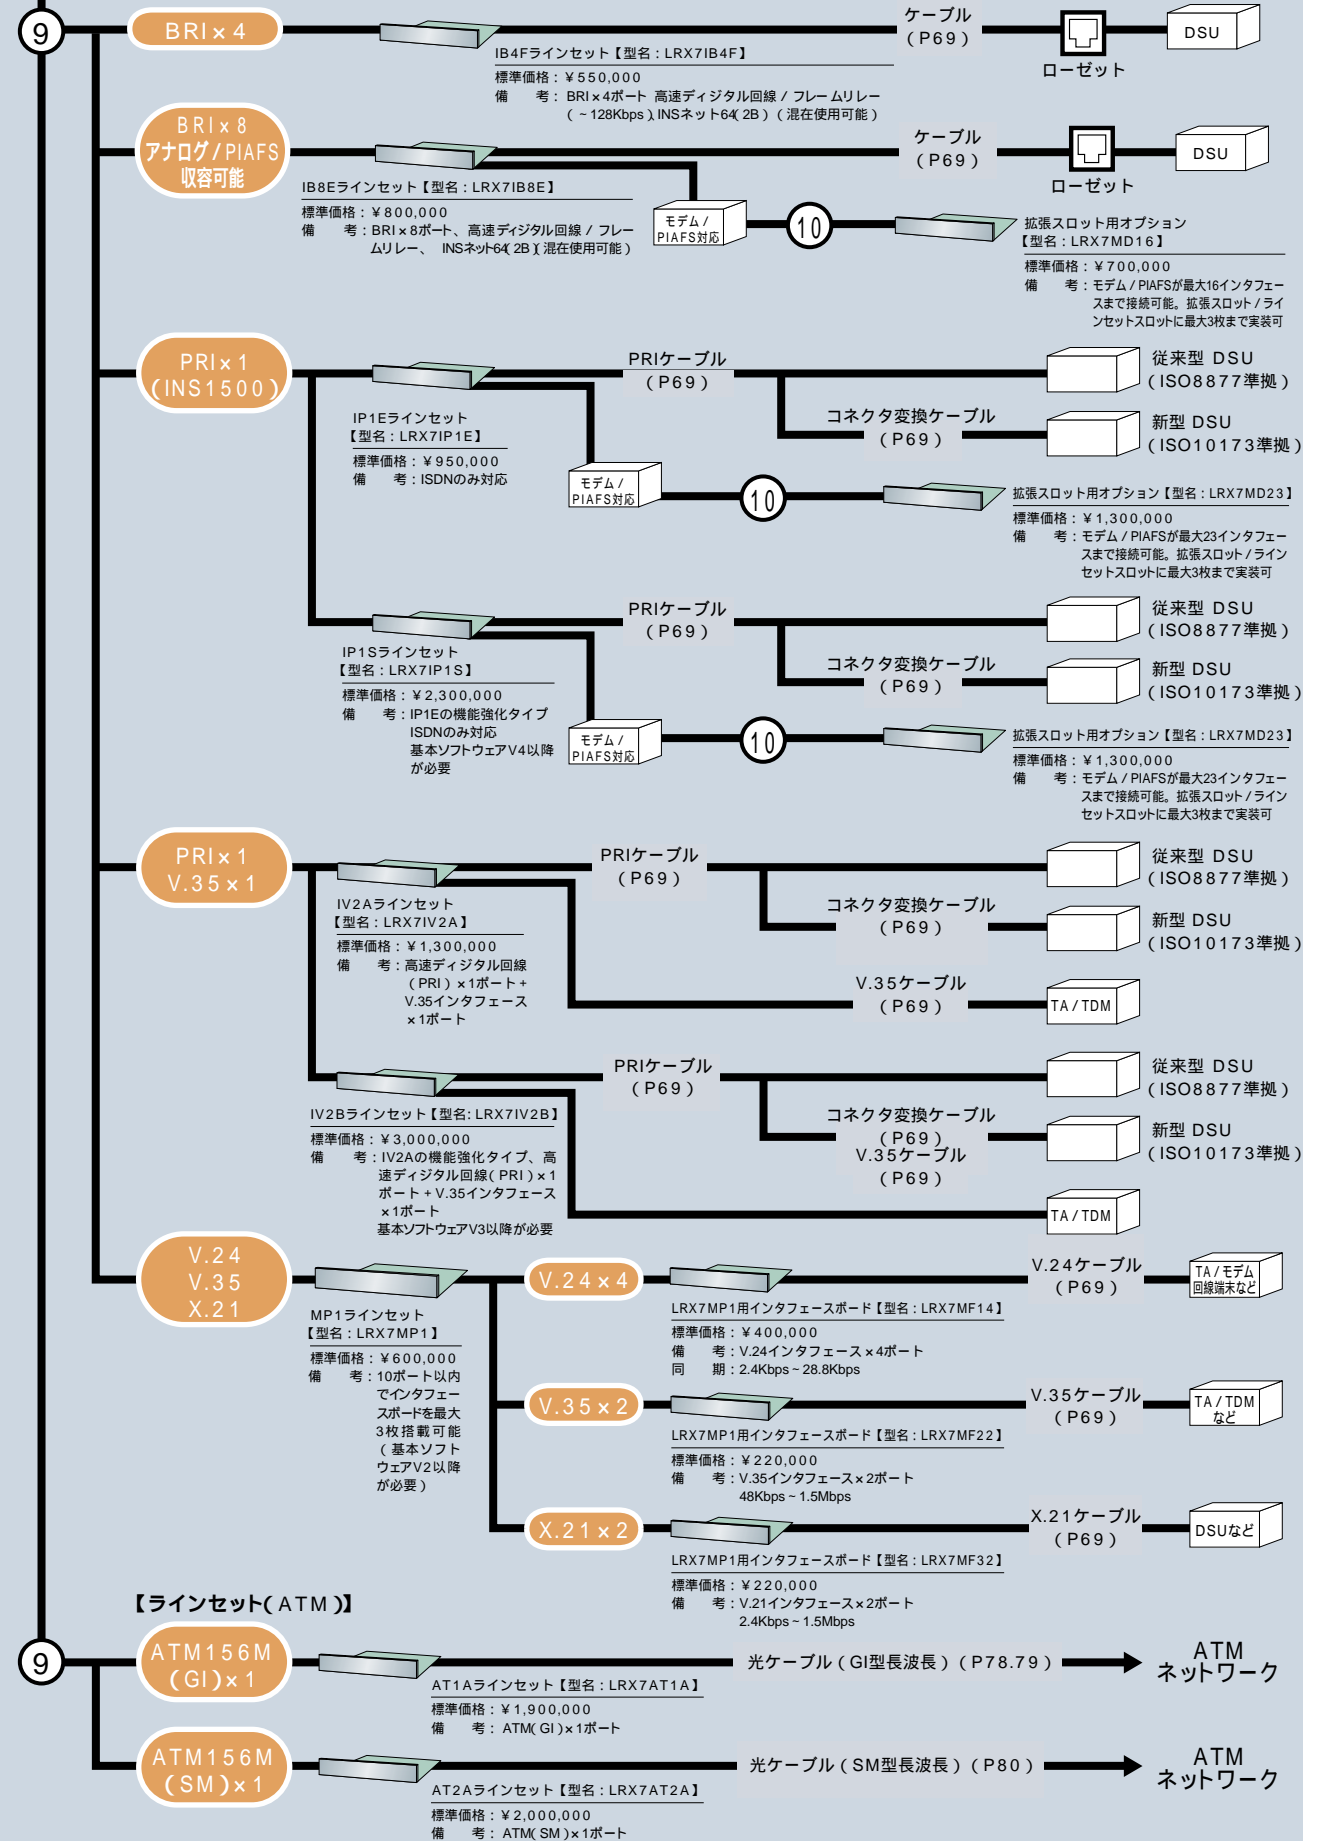 9
BRI×4
ケーブル
(P69)
DSU
ローゼット
IB4Fラインセット【型名：LRX7IB4F】
標準価格：¥550,000
備　考：BRI×4ポート 高速ディジタル回線／フレームリレー
（~128Kbps）、INSネット64（2B）（混在使用可能）
BRI×8
アナログ/PIAFS
収容可能
ケーブル
(P69)
DSU
ローゼット
IB8Eラインセット【型名：LRX7IB8E】
標準価格：¥800,000
備　考：BRI×8ポート、高速ディジタル回線／フレー
ムリレー、 INSネット64（2B）（混在使用可能）
モデム／
PIAFS対応
10
拡張スロット用オプション
【型名：LRX7MD16】
標準価格：¥700,000
備　考：モデム／PIAFSが最大16インタフェー
スまで接続可能。拡張スロット／ライ
ンセットスロットに最大3枚まで実装可
PRI×1
(INS1500)
PRIケーブル
(P69)
従来型 DSU
(ISO8877準拠)
コネクタ変換ケーブル
(P69)
新型 DSU
(ISO10173準拠)
IP1Eラインセット
【型名：LRX7IP1E】
標準価格：¥950,000
備　考：ISDNのみ対応
モデム／
PIAFS対応
10
拡張スロット用オプション【型名：LRX7MD23】
標準価格：¥1,300,000
備　考：モデム／PIAFSが最大23インタフェー
スまで接続可能。拡張スロット／ライン
セットスロットに最大3枚まで実装可
PRIケーブル
(P69)
従来型 DSU
(ISO8877準拠)
コネクタ変換ケーブル
(P69)
新型 DSU
(ISO10173準拠)
IP1Sラインセット
【型名：LRX7IP1S】
標準価格：¥2,300,000
備　考：IP1Eの機能強化タイプ
ISDNのみ対応
基本ソフトウェアV4以降
が必要
モデム／
PIAFS対応
10
拡張スロット用オプション【型名：LRX7MD23】
標準価格：¥1,300,000
備　考：モデム／PIAFSが最大23インタフェー
スまで接続可能。拡張スロット／ライン
セットスロットに最大3枚まで実装可
PRI×1
V.35×1
PRIケーブル
(P69)
従来型 DSU
(ISO8877準拠)
コネクタ変換ケーブル
(P69)
新型 DSU
(ISO10173準拠)
IV2Aラインセット
【型名：LRX7IV2A】
標準価格：¥1,300,000
備　考：高速ディジタル回線
（PRI）×1ポート+
V.35インタフェース
×1ポート
V.35ケーブル
(P69)
TA/TDM
PRIケーブル
(P69)
従来型 DSU
(ISO8877準拠)
コネクタ変換ケーブル
(P69)
新型 DSU
(ISO10173準拠)
V.35ケーブル
(P69)
TA/TDM
IV2Bラインセット【型名：LRX7IV2B】
標準価格：¥3,000,000
備　考：IV2Aの機能強化タイプ、高
速ディジタル回線（PRI）×1
ポート+V.35インタフェース
×1ポート
基本ソフトウェアV3以降が必要
V.24
V.35
X.21
MP1ラインセット
【型名：LRX7MP1】
標準価格：¥600,000
備　考：10ポート以内
でインタフェー
スボードを最大
3枚搭載可能
（基本ソフト
ウェアV2以降
が必要）
V.24×4
V.24ケーブル
(P69)
TA/モデム
回線端末など
LRX7MP1用インタフェースボード【型名：LRX7MF14】
標準価格：¥400,000
備　考：V.24インタフェース×4ポート
同　期：2.4Kbps~28.8Kbps
V.35×2
V.35ケーブル
(P69)
TA/TDM
など
LRX7MP1用インタフェースボード【型名：LRX7MF22】
標準価格：¥220,000
備　考：V.35インタフェース×2ポート
48Kbps~1.5Mbps
X.21×2
X.21ケーブル
(P69)
DSUなど
LRX7MP1用インタフェースボード【型名：LRX7MF32】
標準価格：¥220,000
備　考：V.21インタフェース×2ポート
2.4Kbps~1.5Mbps
【ラインセット(ATM)】
9
ATM156M
(GI)×1
光ケーブル（GI型長波長）（P78.79）
ATM
ネットワーク
AT1Aラインセット【型名：LRX7AT1A】
標準価格：¥1,900,000
備　考：ATM(GI)×1ポート
ATM156M
(SM)×1
光ケーブル（SM型長波長）（P80）
ATM
ネットワーク
AT2Aラインセット【型名：LRX7AT2A】
標準価格：¥2,000,000
備　考：ATM(SM)×1ポート